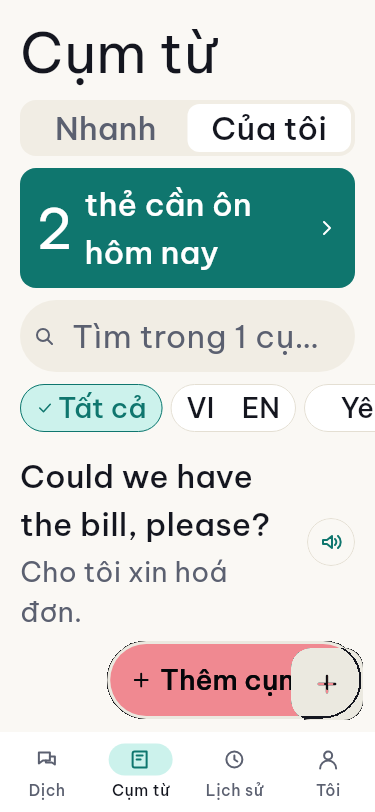 Cụm từ
Nhanh
Của tôi
2
thẻ cần ôn
hôm nay
Tìm trong 1 cụ...
Tất cả
VI EN
Yê
Could we have
the bill, please?
Cho tôi xin hoá
đơn.
+ Thêm cụm
+
Dịch
Cụm từ
Lịch sử
Tôi